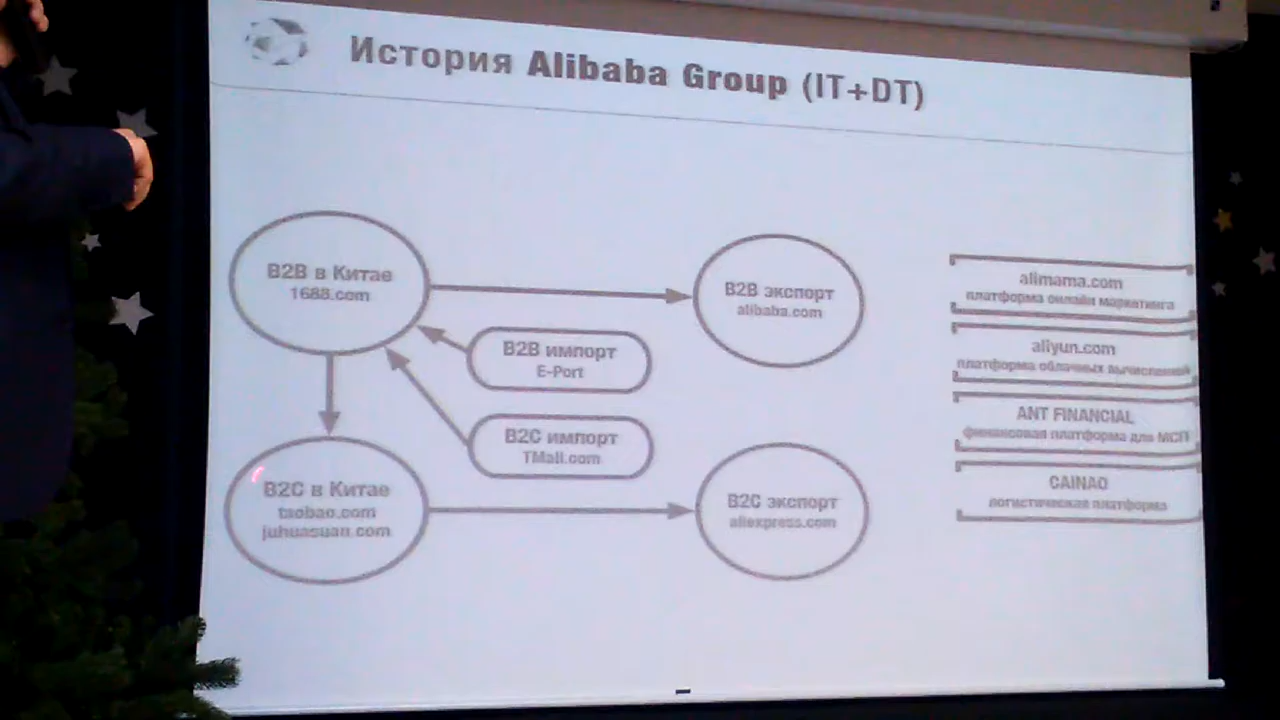 История Alibaba Group (IT+DT)
B2B в Китае
1688.com
B2B экспорт
alibaba.com
B2B импорт
E-Port
B2C импорт
TMall.com
B2C в Китае
taobao.com
juhuasuan.com
B2C экспорт
aliexpress.com
alimama.com
платформа онлайн маркетинга
aliyun.com
платформа облачных вычислений
ANT FINANCIAL
финансовая платформа для МСП
CAINAO
логистическая платформа